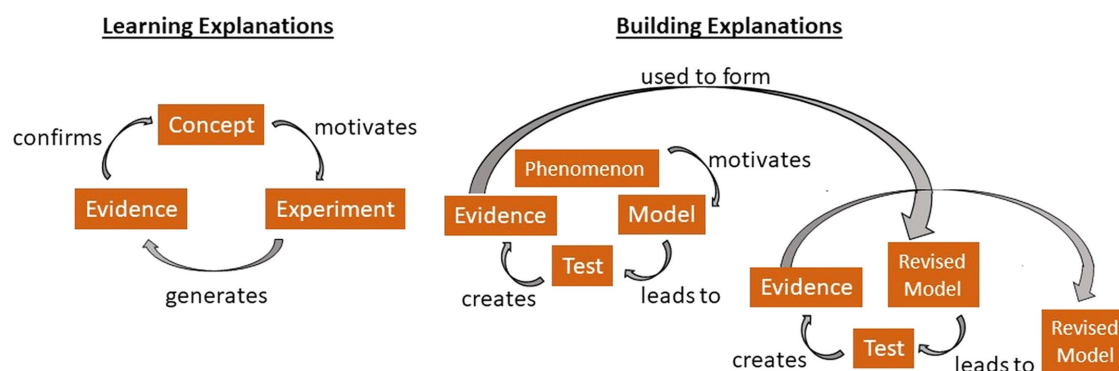 Learning Explanations
confirms
Concept
motivates
Evidence
Experiment
generates
Building Explanations
used to form
Phenomenon
motivates
Evidence
Model
Test
creates
leads to
Evidence
Revised
Model
Test
creates
leads to
Revised
Model